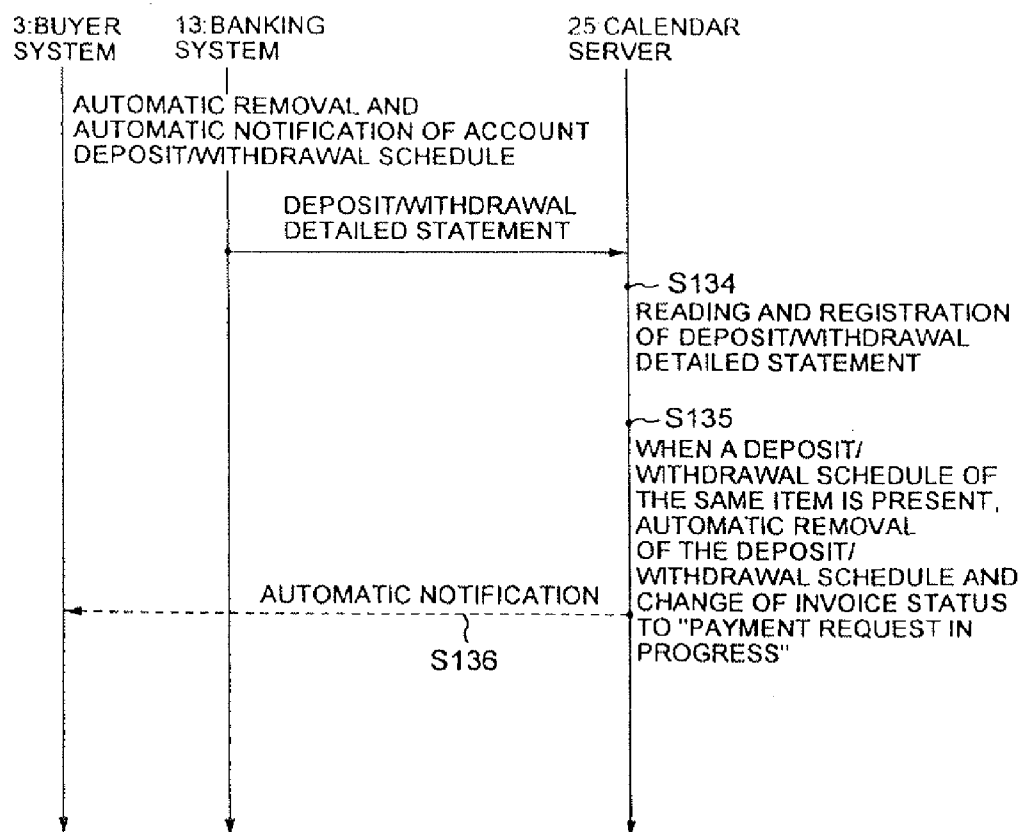 3:BUYER
SYSTEM
13:BANKING
SYSTEM
25:CALENDAR
SERVER
AUTOMATIC REMOVAL AND
AUTOMATIC NOTIFICATION OF ACCOUNT
DEPOSIT/WITHDRAWAL SCHEDULE
DEPOSIT/WITHDRAWAL
DETAILED STATEMENT
S134
READING AND REGISTRATION
OF DEPOSIT/WITHDRAWAL
DETAILED STATEMENT
S135
WHEN A DEPOSIT/
WITHDRAWAL SCHEDULE OF
THE SAME ITEM IS PRESENT,
AUTOMATIC REMOVAL
OF THE DEPOSIT/
WITHDRAWAL SCHEDULE AND
CHANGE OF INVOICE STATUS
TO "PAYMENT REQUEST IN
PROGRESS"
AUTOMATIC NOTIFICATION
S136